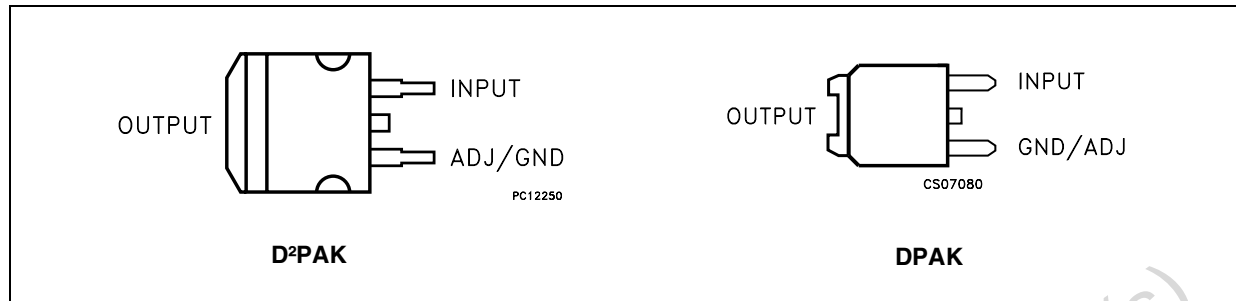 INPUT
OUTPUT
ADJ/GND
PC12250
D²PAK
INPUT
OUTPUT
GND/ADJ
CS07080
DPAK